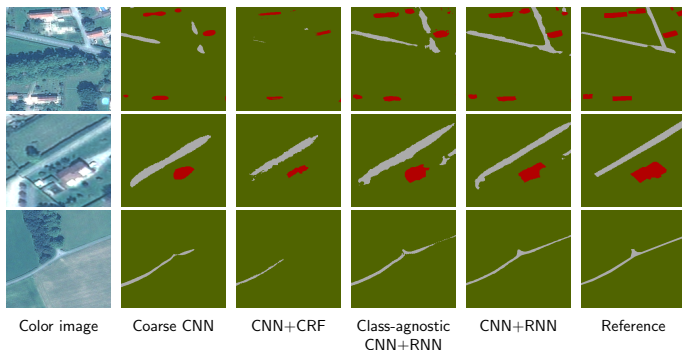 Color image
Coarse CNN
CNN+CRF
Class-agnostic
CNN+RNN
CNN+RNN
Reference